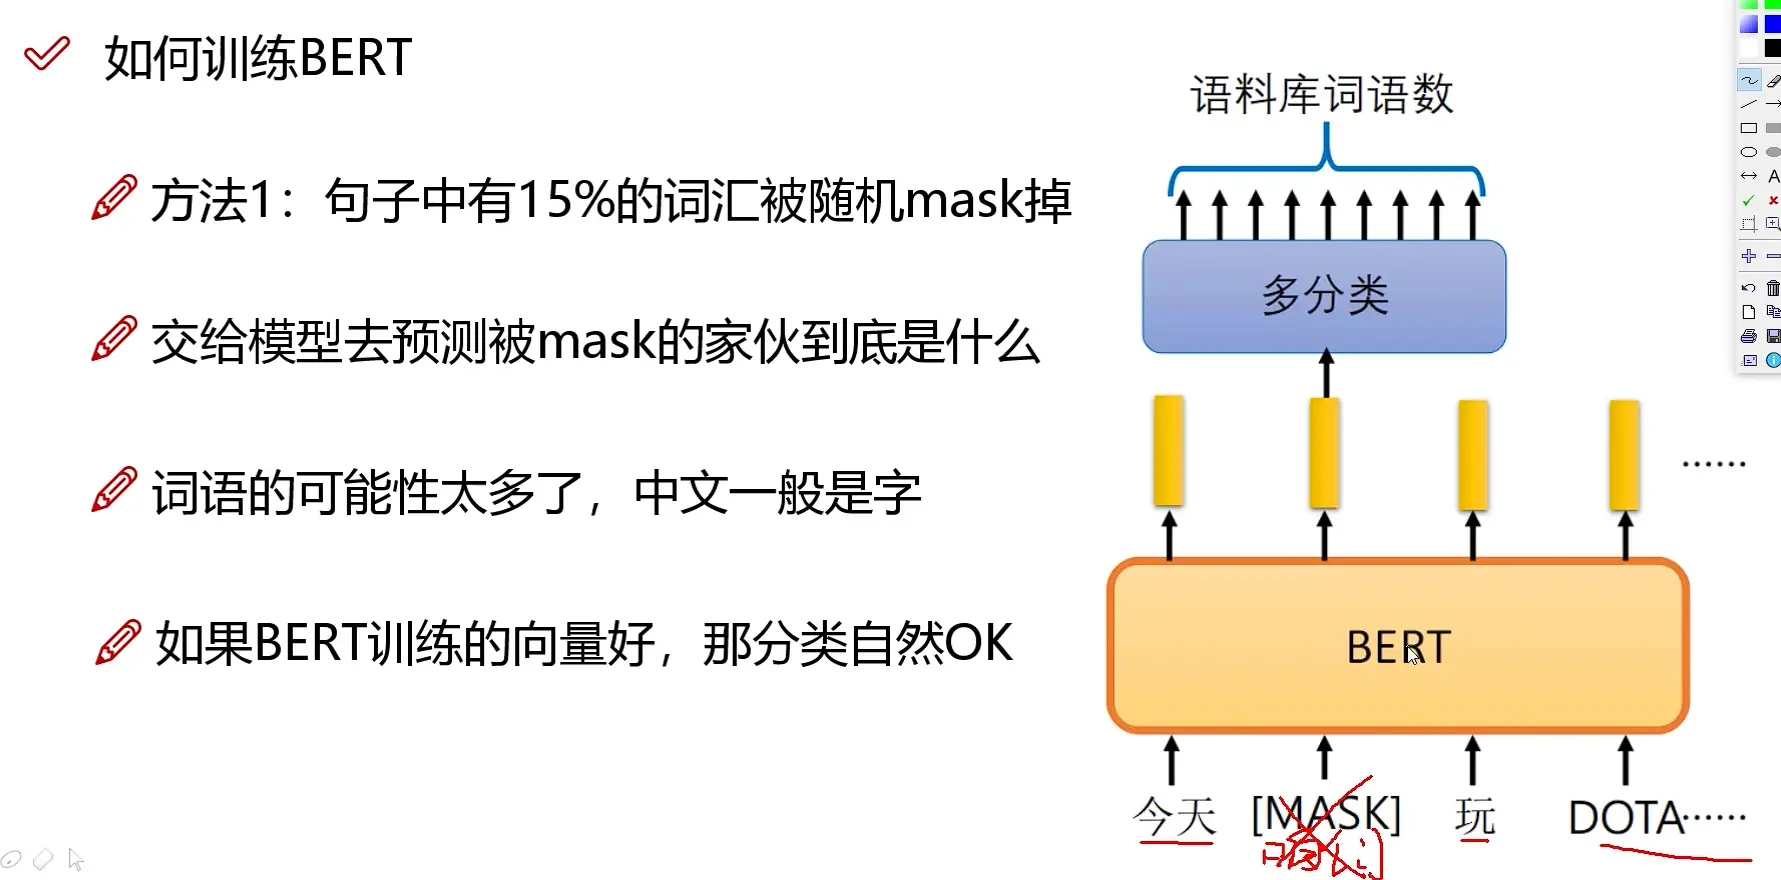 如何训练BERT
方法1：句子中有15%的词汇被随机mask掉
交给模型去预测被mask的家伙到底是什么
词语的可能性太多了，中文一般是字
如果BERT训练的向量好，那分类自然OK
语料库词语数
多分类
……
BERT
今天 [MASK] 玩 DOTA……